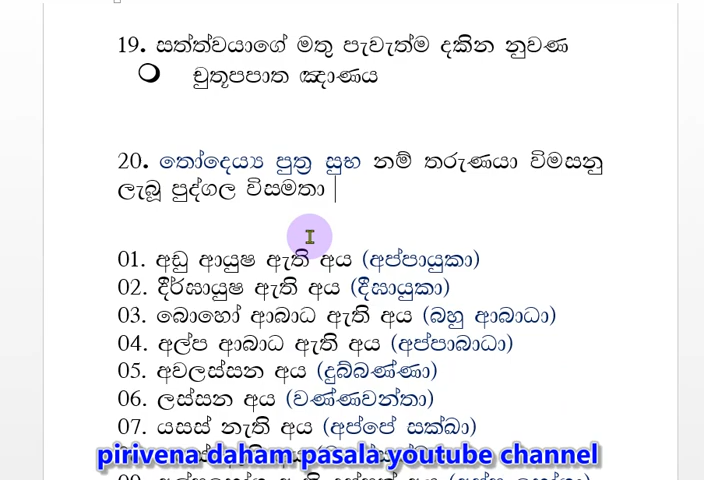 19. සත්ත්වයාගේ මතු පැවැත්ම දකින නුවණ
චුතූපපාත ඤාණය
20. තෝදෙය්‍ය පුත්‍ර සුභ නම් තරුණයා විමසනු
ලැබූ පුද්ගල විසමතා
01. අඩු ආයුෂ ඇති අය (අප්පායුකා)
02. දීර්ඝායුෂ ඇති අය (දීඝායුකා)
03. බොහෝ ආබාධ ඇති අය (බහු ආබාධා)
04. අල්ප ආබාධ ඇති අය (අප්පාබාධා)
05. අවලස්සන අය (දුබ්බණ්ණා)
06. ලස්සන අය (වණ්ණවන්තා)
07. යසස් නැති අය (අප්පේ සක්ඛා)
pirivena daham pasala youtube channel